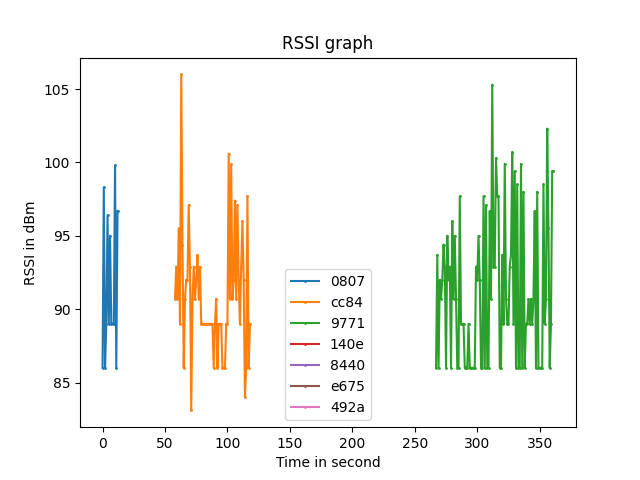 RSSI graph
RSSI in dBm
105
100
95
90
85
0807
cc84
9771
140e
8440
e675
492a
0 50 100 150 200 250 300 350
Time in second